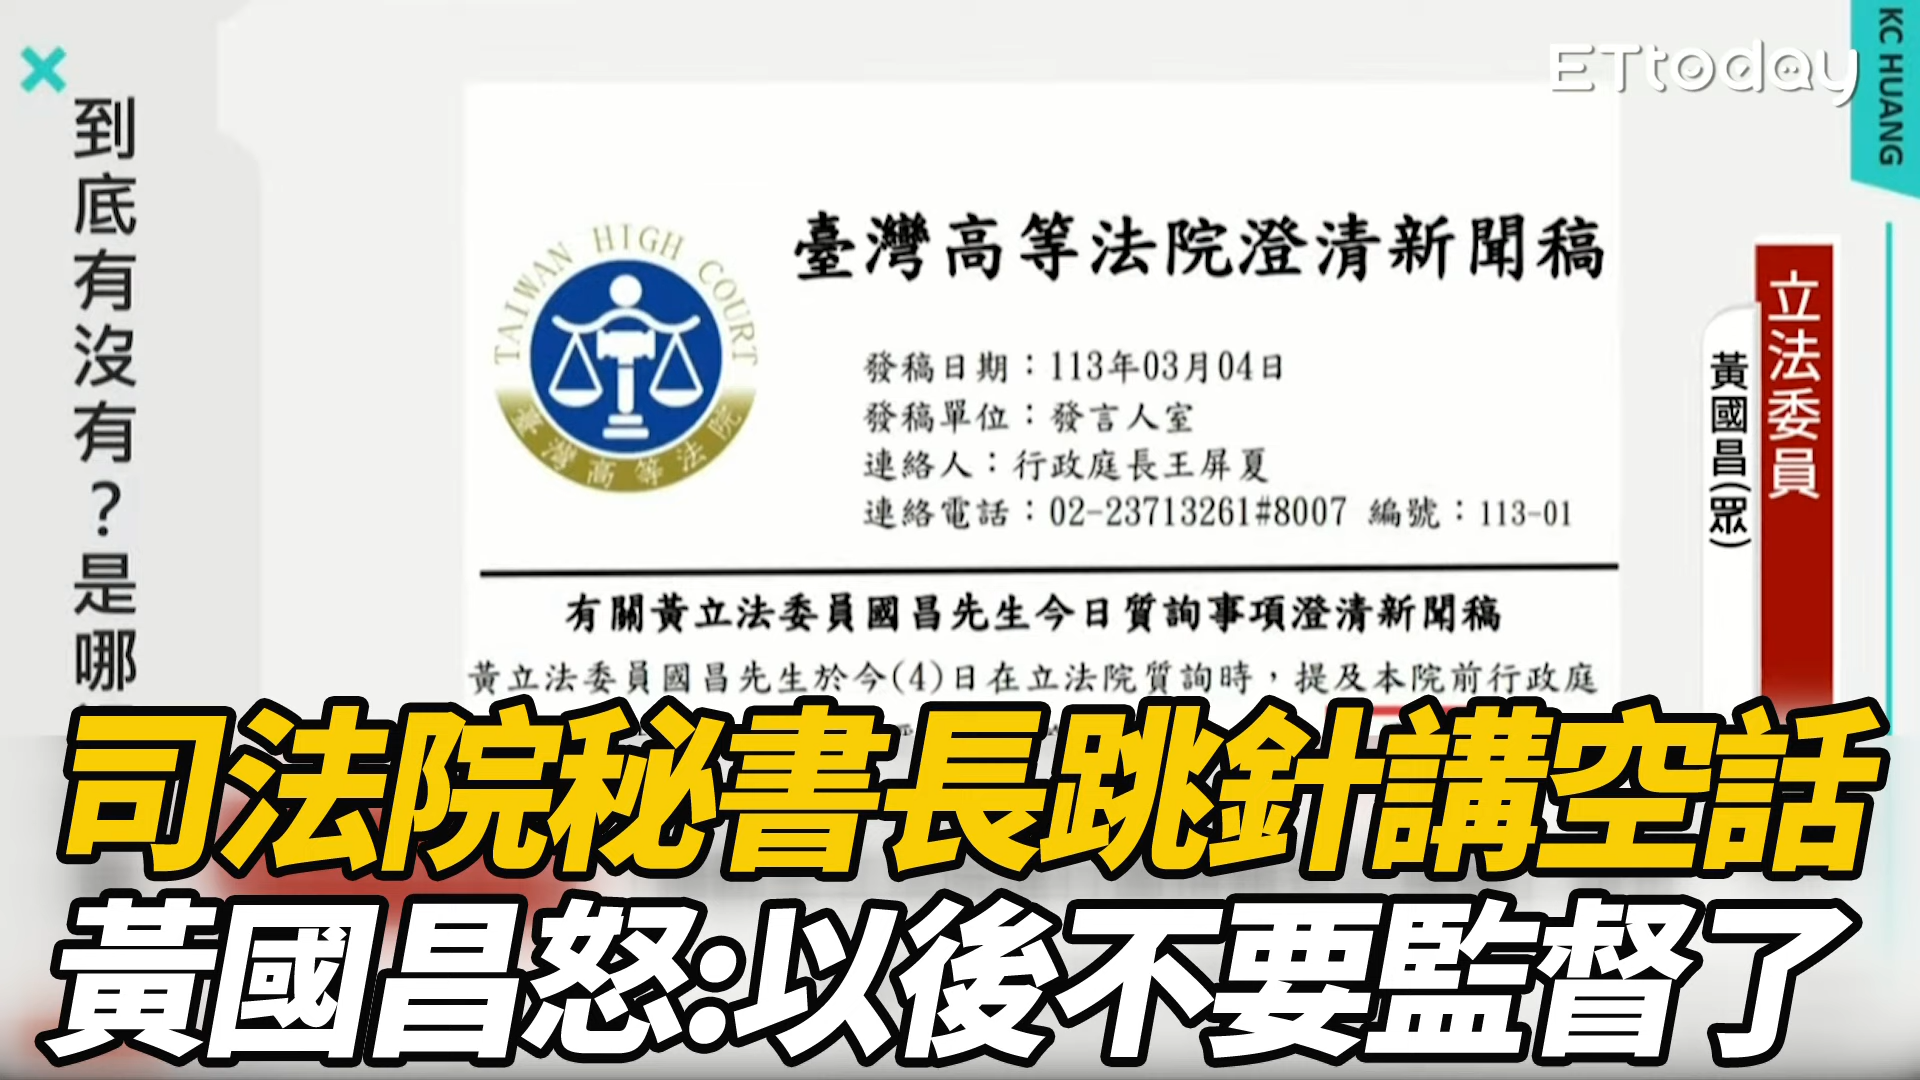 ETtoday
KC HUANG
到底有沒有？是哪
TAIWAN HIGH COURT
臺灣高等法院
臺灣高等法院澄清新聞稿
發稿日期：113年03月04日
發稿單位：發言人室
連絡人：行政庭長王屏夏
連絡電話：02-23713261#8007 編號：113-01
有關黃立法委員國昌先生今日質詢事項澄清新聞稿
黃立法委員國昌先生於今(4)日在立法院質詢時，提及本院前行政庭
立法委員
黃國昌(眾)
司法院秘書長跳針講空話
黃國昌怒:以後不要監督了